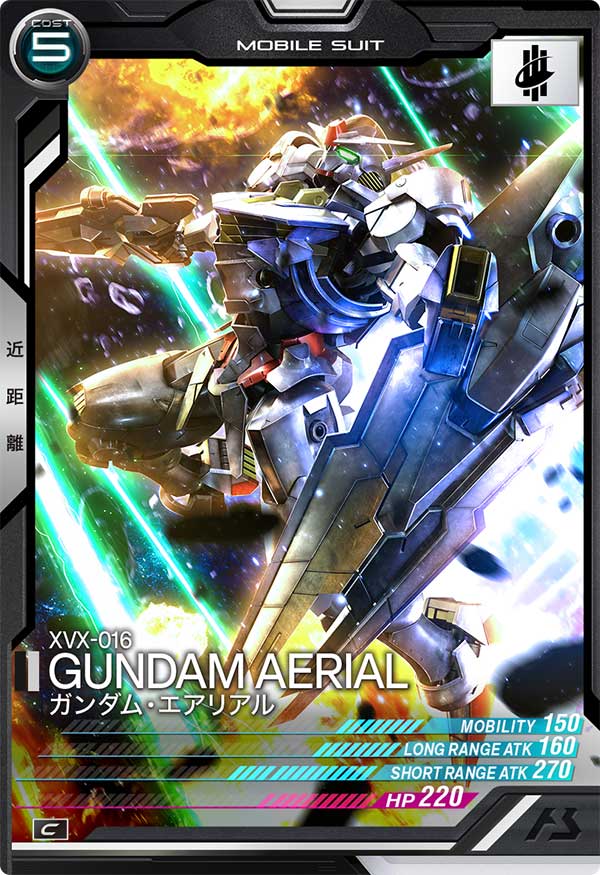 COST
5
MOBILE SUIT
近距離
XVX-016
GUNDAM AERIAL
ガンダム・エアリアル
MOBILITY 150
LONG RANGE ATK 160
SHORT RANGE ATK 270
HP 220
C